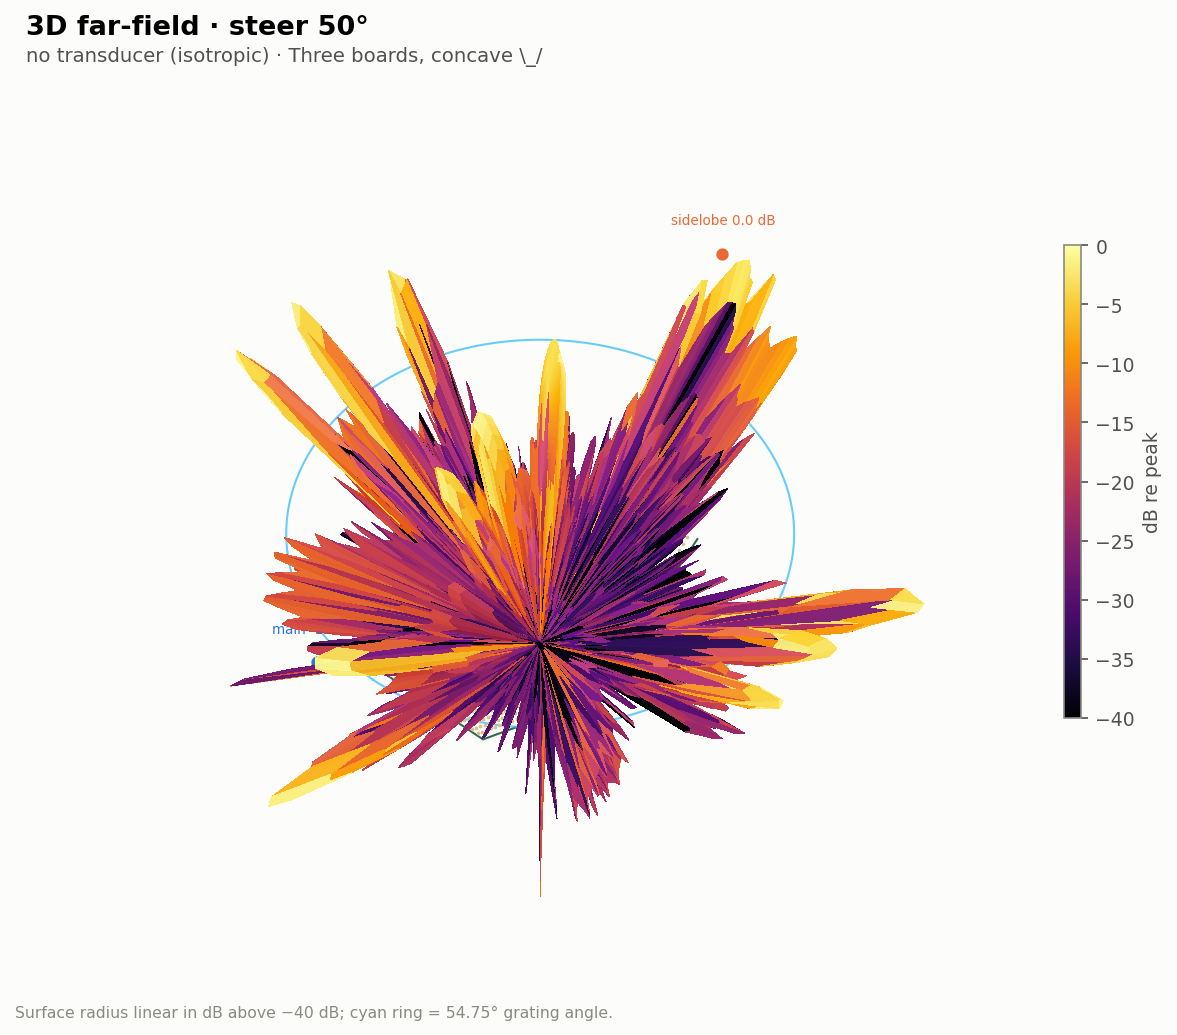 3D far-field · steer 50°
no transducer (isotropic) · Three boards, concave \_/
sidelobe 0.0 dB
main
0
−5
−10
−15
−20
−25
−30
−35
−40
dB re peak
Surface radius linear in dB above −40 dB; cyan ring = 54.75° grating angle.